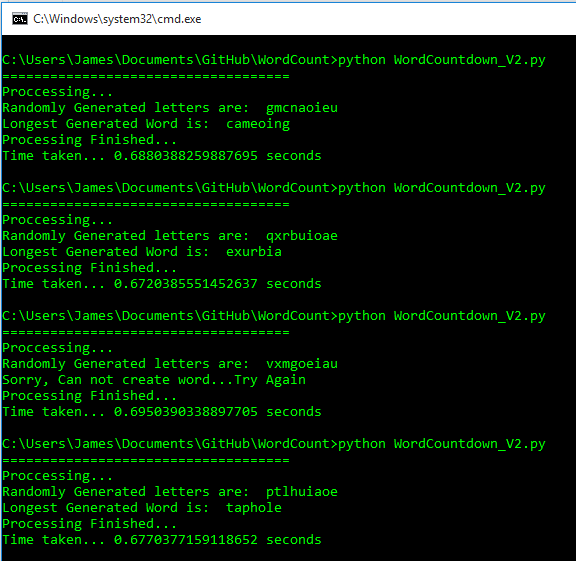 C:\Windows\system32\cmd.exe
C:\Users\James\Documents\GitHub\WordCount>python WordCountdown_V2.py
====================================
Proccessing...
Randomly Generated letters are:  gmcnaoieu
Longest Generated Word is:  cameoing
Processing Finished...
Time taken... 0.6880388259887695 seconds
C:\Users\James\Documents\GitHub\WordCount>python WordCountdown_V2.py
====================================
Proccessing...
Randomly Generated letters are:  qxrbuioae
Longest Generated Word is:  exurbia
Processing Finished...
Time taken... 0.6720385551452637 seconds
C:\Users\James\Documents\GitHub\WordCount>python WordCountdown_V2.py
====================================
Proccessing...
Randomly Generated letters are:  vxmgoeiau
Sorry, Can not create word...Try Again
Processing Finished...
Time taken... 0.6950390338897705 seconds
C:\Users\James\Documents\GitHub\WordCount>python WordCountdown_V2.py
====================================
Proccessing...
Randomly Generated letters are:  ptlhuiaoe
Longest Generated Word is:  taphole
Processing Finished...
Time taken... 0.6770377159118652 seconds